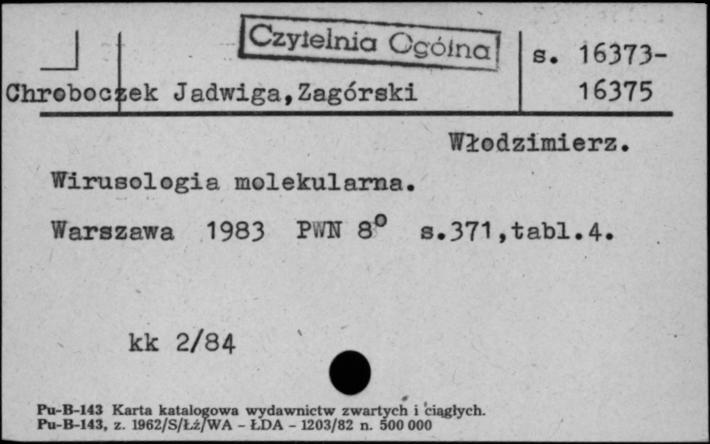 Czytelnia Ogólna
s. 16373-
16375
Chroboczek Jadwiga,Zagórski
Włodzimierz.
Wirusologia molekularna.
Warszawa 1983 PWN 8º s.371,tabl.4.
kk 2/84
Pu-B-143 Karta katalogowa wydawnictw zwartych i ciągłych.
Pu-B-143, z. 1962/S/Łż/WA - ŁDA - 1203/82 n. 500 000